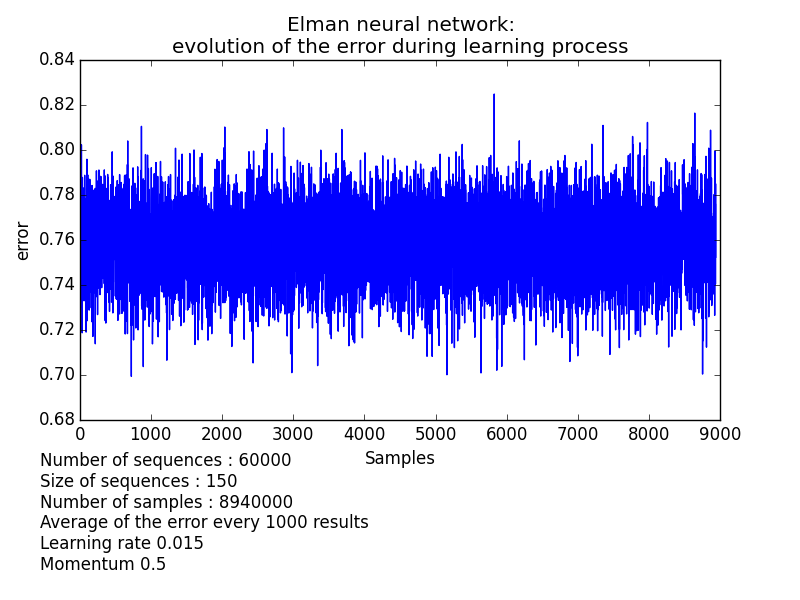 Elman neural network:
evolution of the error during learning process
0.84
0.82
0.80
0.78
0.76
0.74
0.72
0.70
0.68
error
0 1000 2000 3000 4000 5000 6000 7000 8000 9000
Samples
Number of sequences : 60000
Size of sequences : 150
Number of samples : 8940000
Average of the error every 1000 results
Learning rate 0.015
Momentum 0.5